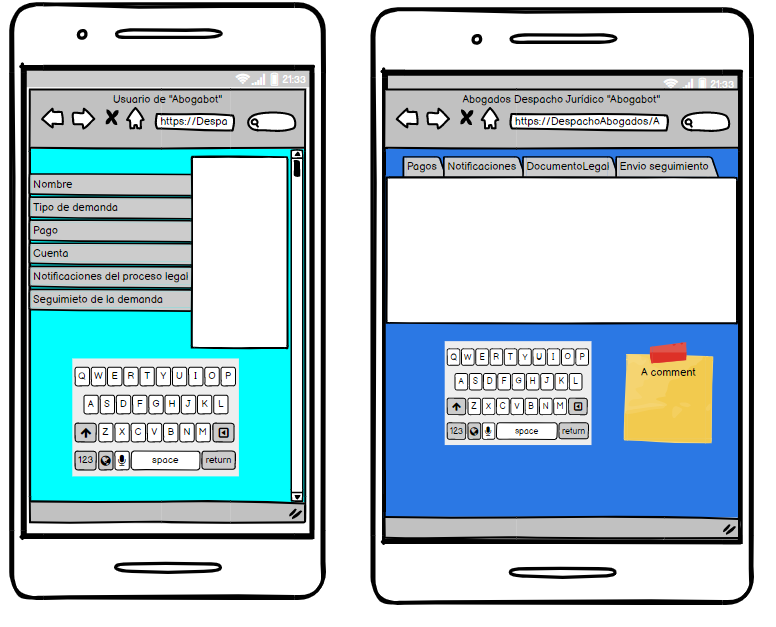 21:33
Usuario de "Abogabot"
https://Despa
Nombre
Tipo de demanda
Pago
Cuenta
Notificaciones del proceso legal
Seguimieto de la demanda
Q W E R T Y U I O P
A S D F G H J K L
Z X C V B N M
123 space return
21:33
Abogados Despacho Jurídico "Abogabot"
https://DespachoAbogados/A
Pagos Notificaciones DocumentoLegal Envio seguimiento
Q W E R T Y U I O P
A S D F G H J K L
Z X C V B N M
123 space return
A comment